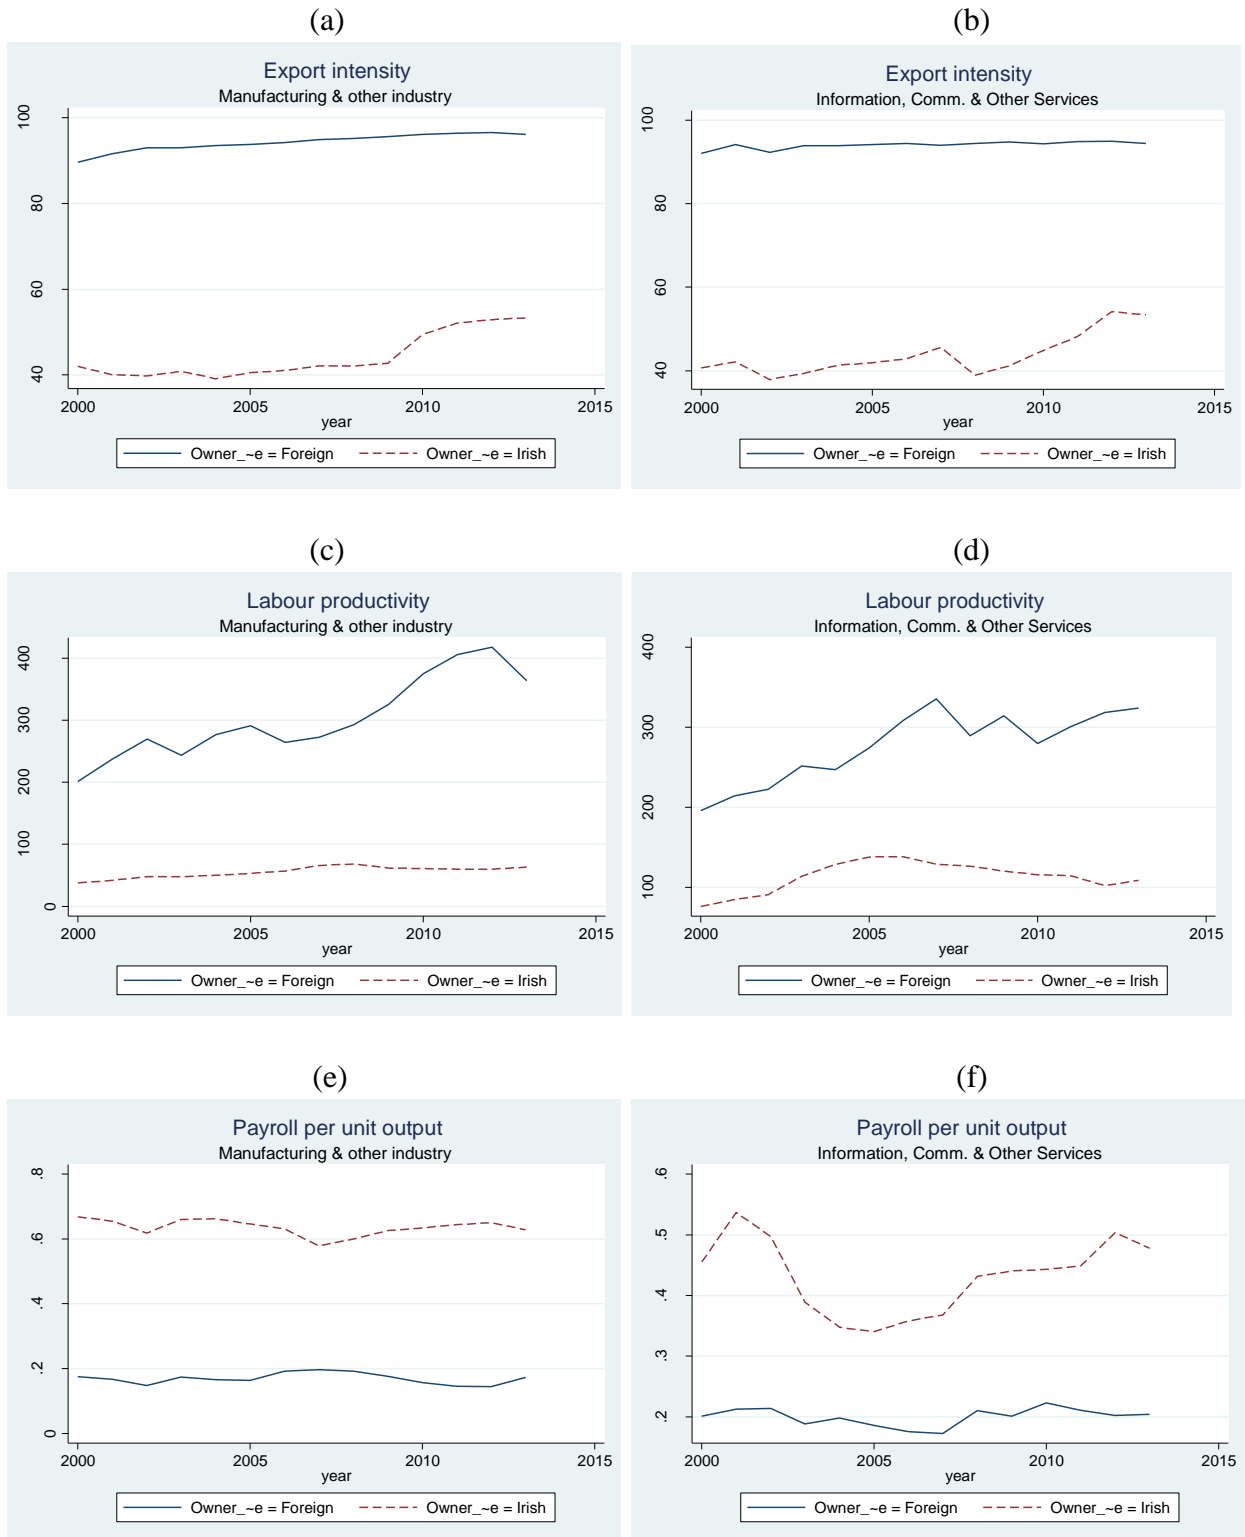 (a)
Export intensity
Manufacturing & other industry
100
80
60
40
2000 2005 2010 2015
year
Owner_~e = Foreign Owner_~e = Irish
(b)
Export intensity
Information, Comm. & Other Services
100
80
60
40
2000 2005 2010 2015
year
Owner_~e = Foreign Owner_~e = Irish
(c)
Labour productivity
Manufacturing & other industry
400
300
200
100
0
2000 2005 2010 2015
year
Owner_~e = Foreign Owner_~e = Irish
(d)
Labour productivity
Information, Comm. & Other Services
400
300
200
100
2000 2005 2010 2015
year
Owner_~e = Foreign Owner_~e = Irish
(e)
Payroll per unit output
Manufacturing & other industry
.8
.6
.4
.2
0
2000 2005 2010 2015
year
Owner_~e = Foreign Owner_~e = Irish
(f)
Payroll per unit output
Information, Comm. & Other Services
.6
.5
.4
.3
.2
2000 2005 2010 2015
year
Owner_~e = Foreign Owner_~e = Irish